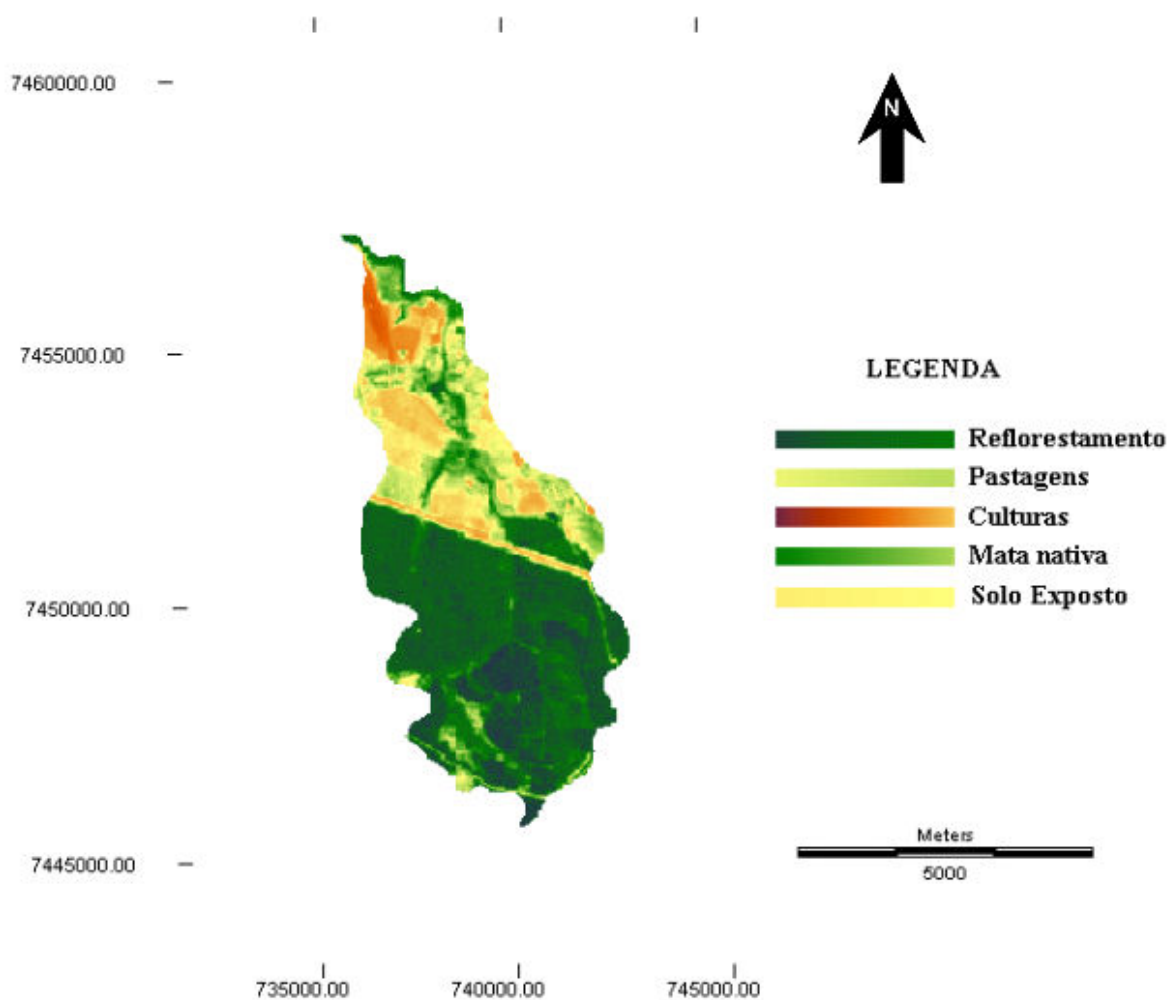 7460000.00
N
7455000.00
LEGENDA
Reflorestamento
Pastagens
Culturas
Mata nativa
Solo Exposto
7450000.00
Meters
5000
7445000.00
735000.00 740000.00 745000.00